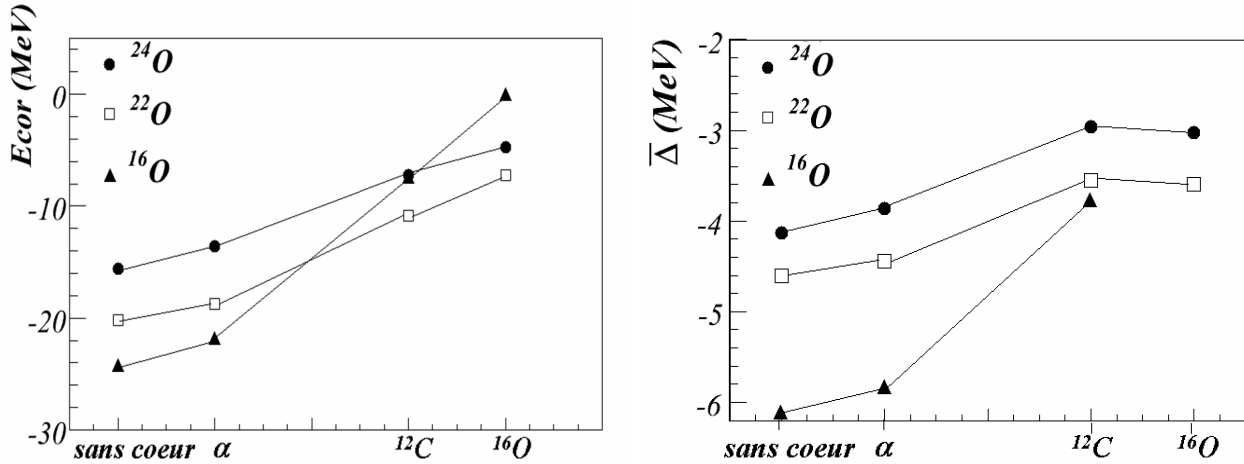 Ecor (MeV)
0
-10
-20
-30
● ²⁴O
□ ²²O
▲ ¹⁶O
sans coeur α ¹²C ¹⁶O
Δ̅ (MeV)
-2
-3
-4
-5
-6
● ²⁴O
□ ²²O
▲ ¹⁶O
sans coeur α ¹²C ¹⁶O